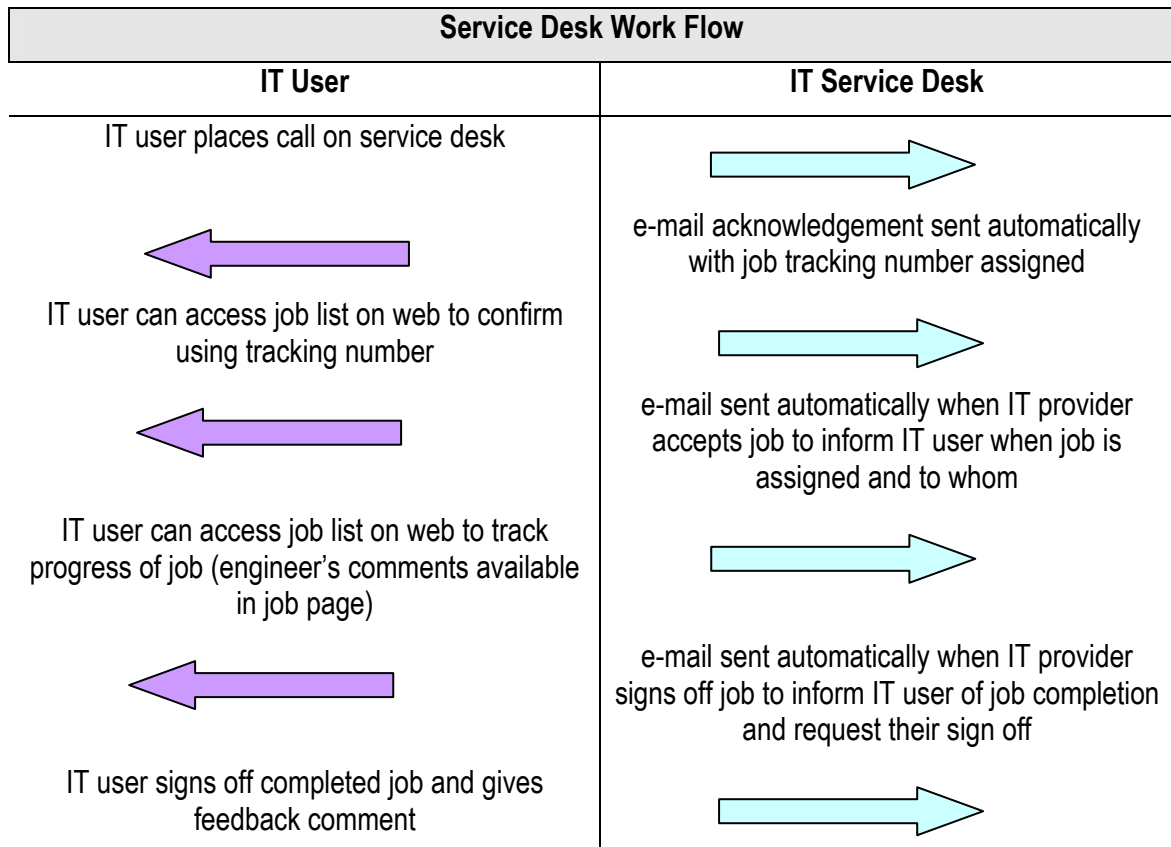 Service Desk Work Flow
IT User
IT Service Desk
IT user places call on service desk
e-mail acknowledgement sent automatically
with job tracking number assigned
IT user can access job list on web to confirm
using tracking number
e-mail sent automatically when IT provider
accepts job to inform IT user when job is
assigned and to whom
IT user can access job list on web to track
progress of job (engineer’s comments available
in job page)
e-mail sent automatically when IT provider
signs off job to inform IT user of job completion
and request their sign off
IT user signs off completed job and gives
feedback comment